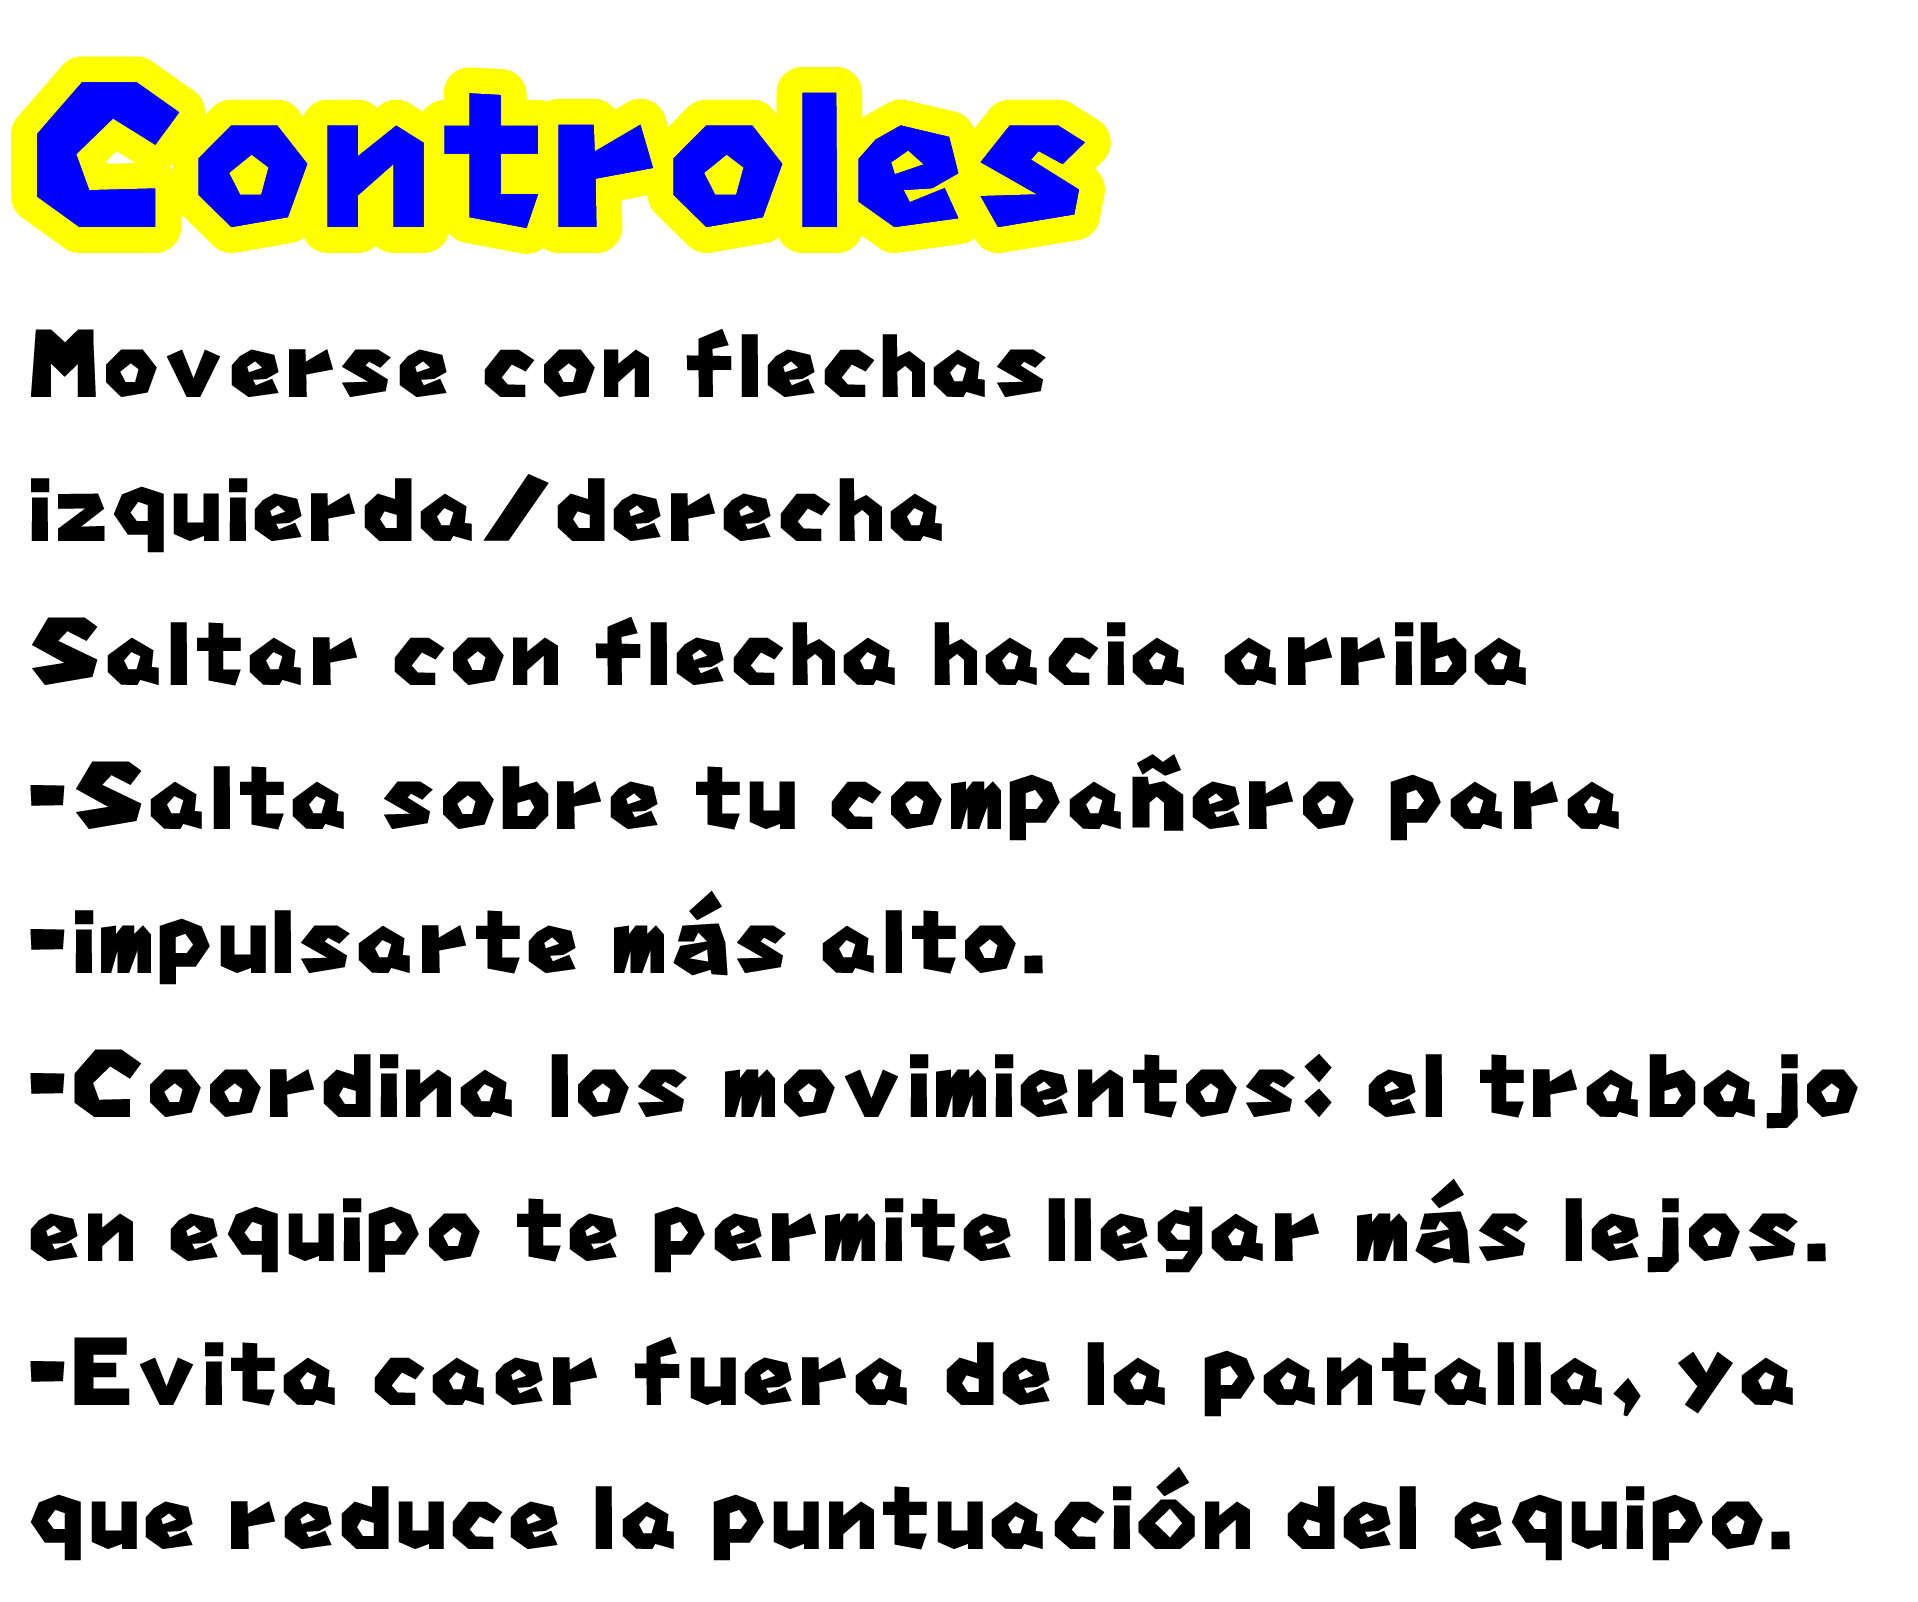 Controles
Moverse con flechas
izquierda/derecha
Saltar con flecha hacia arriba
-Salta sobre tu compañero para
-impulsarte más alto.
-Coordina los movimientos: el trabajo
en equipo te permite llegar más lejos.
-Evita caer fuera de la pantalla, ya
que reduce la puntuación del equipo.